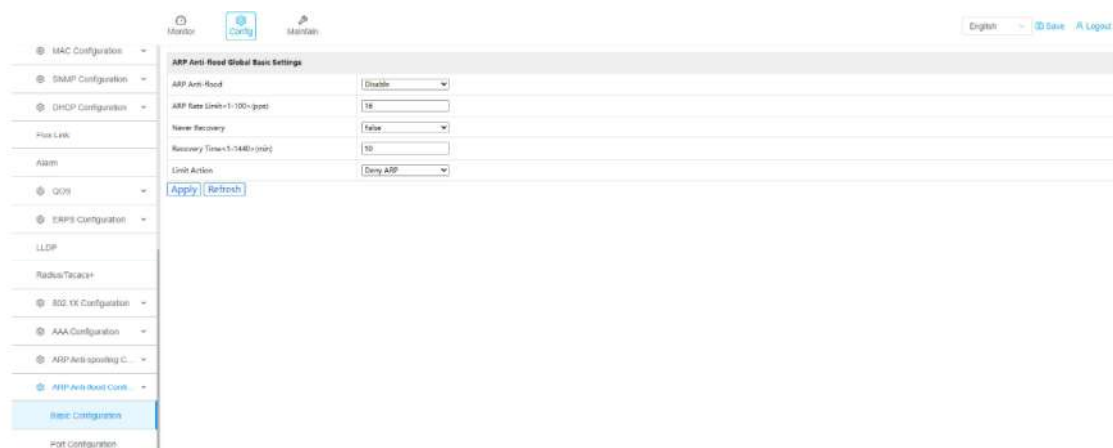 Monitor
Config
Maintain
English
Save
Logout
MAC Configuration
SNMP Configuration
DHCP Configuration
Flex Link
Alarm
QOS
ERPS Configuration
LLDP
Radius/Tacacs+
802.1X Configuration
AAA Configuration
ARP Anti-spoofing C...
ARP Anti-flood Confi...
Basic Configuration
Port Configuration
ARP Anti-flood Global Basic Settings
ARP Anti-flood Disable
ARP Rate Limit<1-100>(pps) 16
Never Recovery false
Recovery Time<1-1440>(min) 10
Limit Action Deny ARP
Apply Refresh